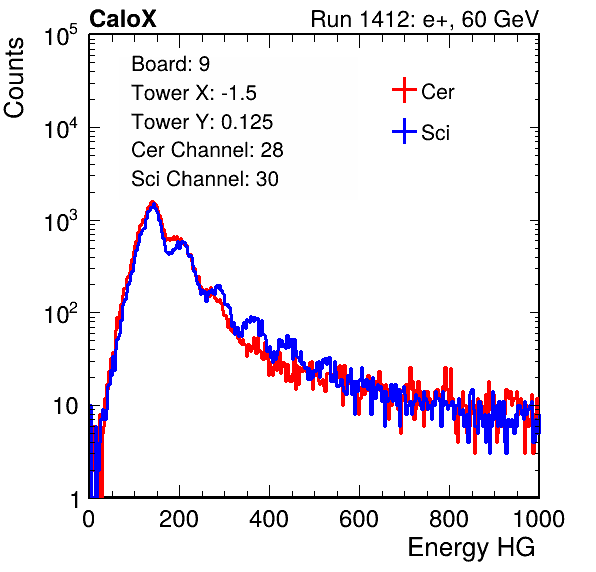 CaloX Run 1412: e+, 60 GeV
Counts
10^5
10^4
10^3
10^2
10
1
Board: 9
Tower X: -1.5
Tower Y: 0.125
Cer Channel: 28
Sci Channel: 30
Cer
Sci
0 200 400 600 800 1000
Energy HG